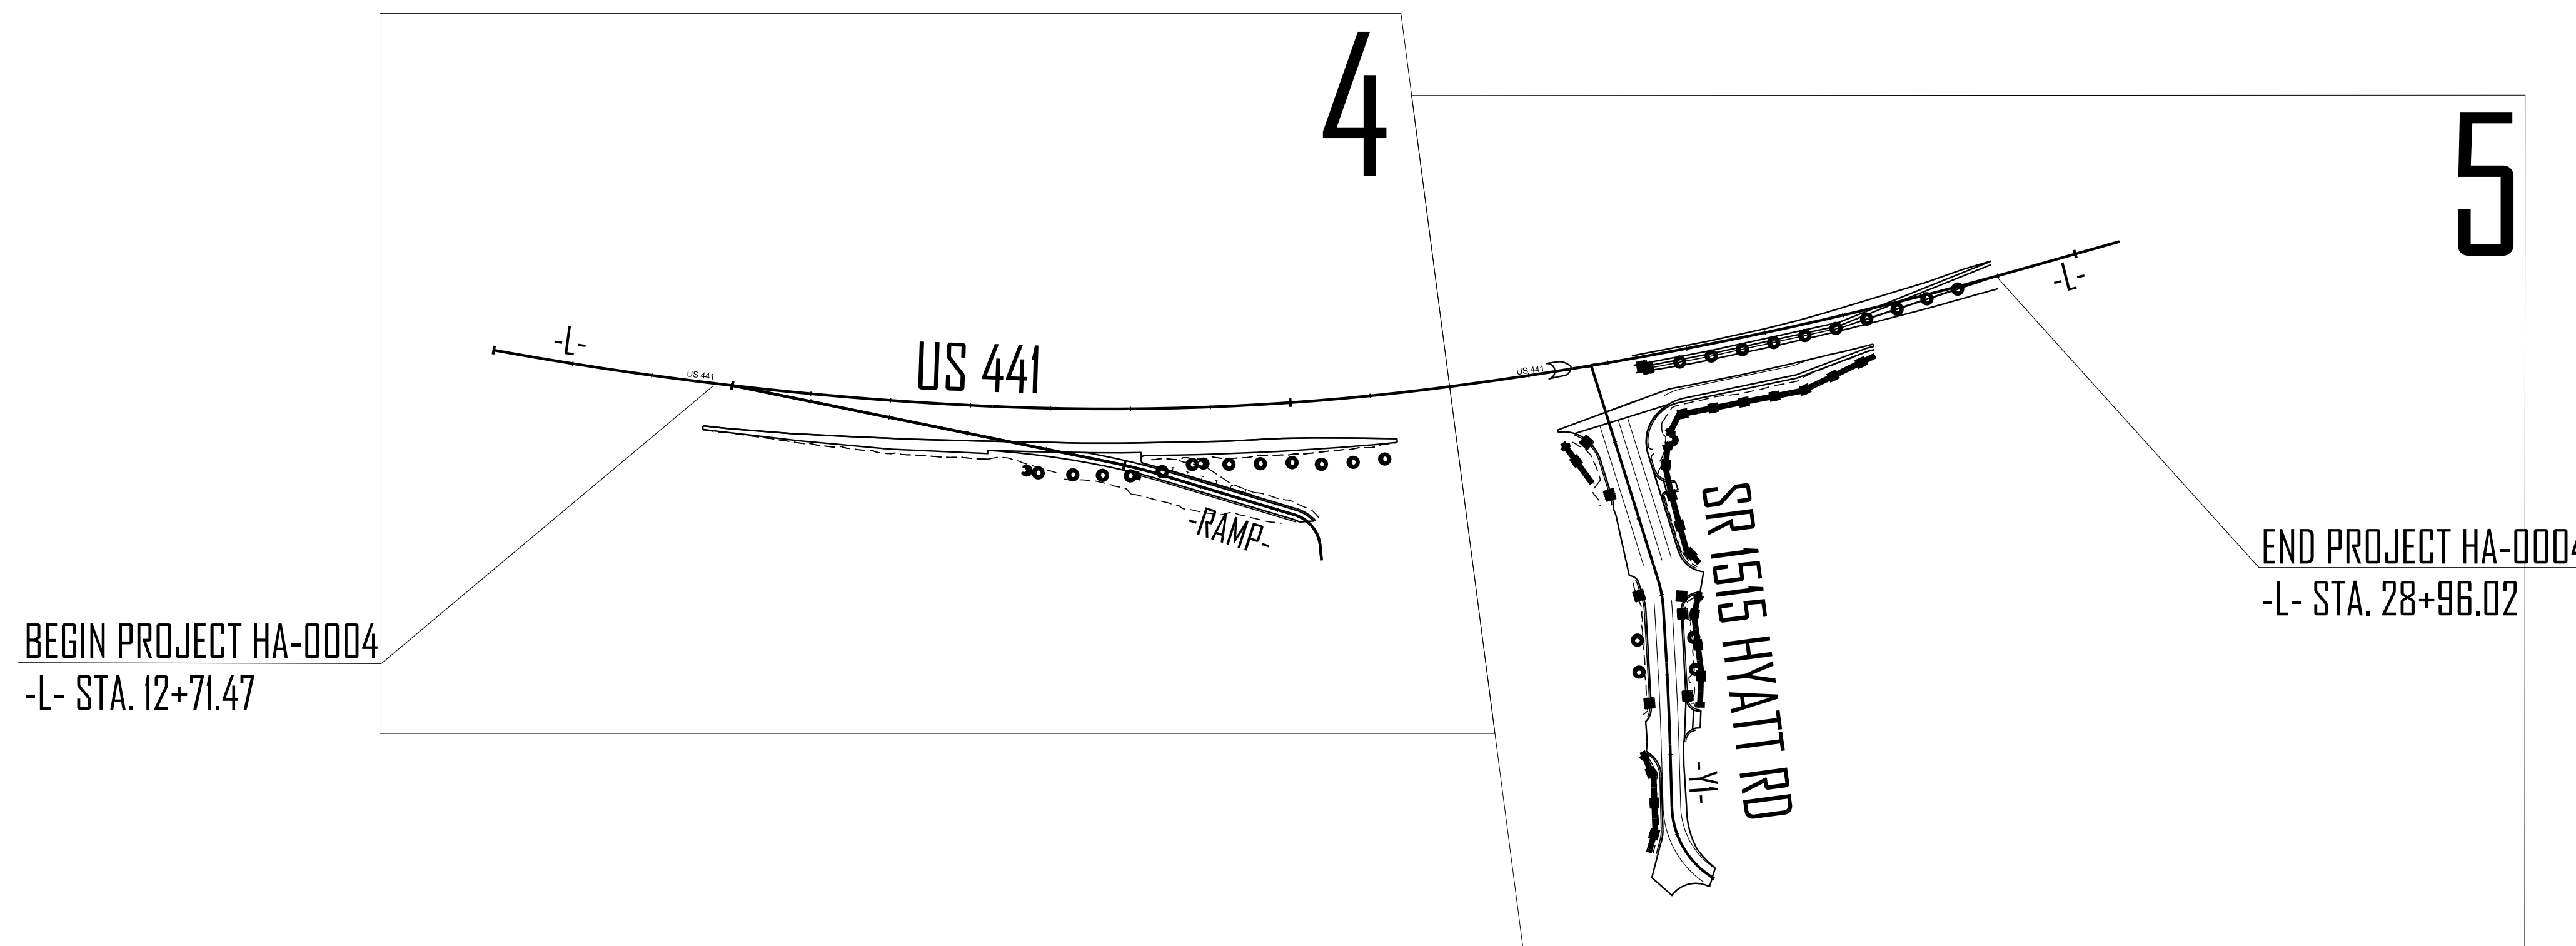 4
5
-L-
US 441
US 441
US 441
-L-
-RAMP-
SR 1515 HYATT RD
-Y1-
BEGIN PROJECT HA-0004
-L- STA. 12+71.47
END PROJECT HA-0004
-L- STA. 28+96.02